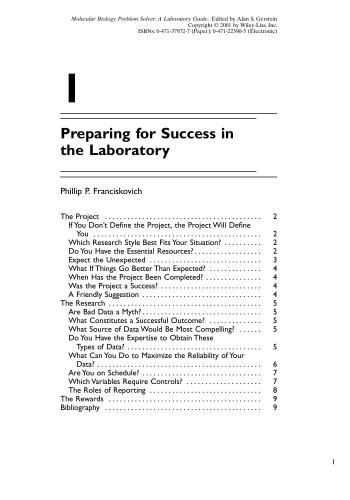 Molecular Biology Problem Solver: A Laboratory Guide. Edited by Alan S. Gerstein
Copyright © 2001 by Wiley-Liss, Inc.
ISBNs: 0-471-37972-7 (Paper); 0-471-22390-5 (Electronic)
1
Preparing for Success in
the Laboratory
Phillip P. Franciskovich
The Project . . . . . . . . . . . . . . . . . . . . . . . . . . . . . . . . . . . . . . . . 2
If You Don't Define the Project, the Project Will Define
You . . . . . . . . . . . . . . . . . . . . . . . . . . . . . . . . . . . . . . . . . . 2
Which Research Style Best Fits Your Situation? . . . . . . . . . . 2
Do You Have the Essential Resources? . . . . . . . . . . . . . . . . . 2
Expect the Unexpected . . . . . . . . . . . . . . . . . . . . . . . . . . . . 3
What If Things Go Better Than Expected? . . . . . . . . . . . . . 4
When Has the Project Been Completed? . . . . . . . . . . . . . . 4
Was the Project a Success? . . . . . . . . . . . . . . . . . . . . . . . . . 4
A Friendly Suggestion . . . . . . . . . . . . . . . . . . . . . . . . . . . . . . 4
The Research . . . . . . . . . . . . . . . . . . . . . . . . . . . . . . . . . . . . . . 5
Are Bad Data a Myth? . . . . . . . . . . . . . . . . . . . . . . . . . . . . . . 5
What Constitutes a Successful Outcome? . . . . . . . . . . . . . 5
What Source of Data Would Be Most Compelling? . . . . . . 5
Do You Have the Expertise to Obtain These
Types of Data? . . . . . . . . . . . . . . . . . . . . . . . . . . . . . . . . . . 5
What Can You Do to Maximize the Reliability of Your
Data? . . . . . . . . . . . . . . . . . . . . . . . . . . . . . . . . . . . . . . . . . 6
Are You on Schedule? . . . . . . . . . . . . . . . . . . . . . . . . . . . . . . 7
Which Variables Require Controls? . . . . . . . . . . . . . . . . . . . 7
The Roles of Reporting . . . . . . . . . . . . . . . . . . . . . . . . . . . . 8
The Rewards . . . . . . . . . . . . . . . . . . . . . . . . . . . . . . . . . . . . . . 9
Bibliography . . . . . . . . . . . . . . . . . . . . . . . . . . . . . . . . . . . . . . . 9
1